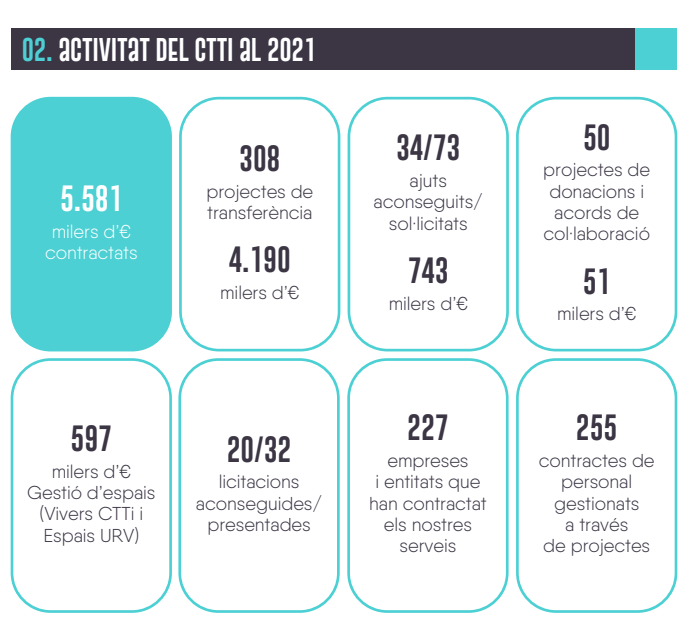 02. ACTIVITAT DEL CTTI AL 2021
5.581
milers d'€
contractats
308
projectes de
transferència
4.190
milers d'€
34/73
ajuts
aconseguits/
sol·licitats
743
milers d'€
50
projectes de
donacions i
acords de
col·laboració
51
milers d'€
597
milers d'€
Gestió d'espais
(Vivers CTTi i
Espais URV)
20/32
licitacions
aconseguides/
presentades
227
empreses
i entitats que
han contractat
els nostres
serveis
255
contractes de
personal
gestionats
a través
de projectes